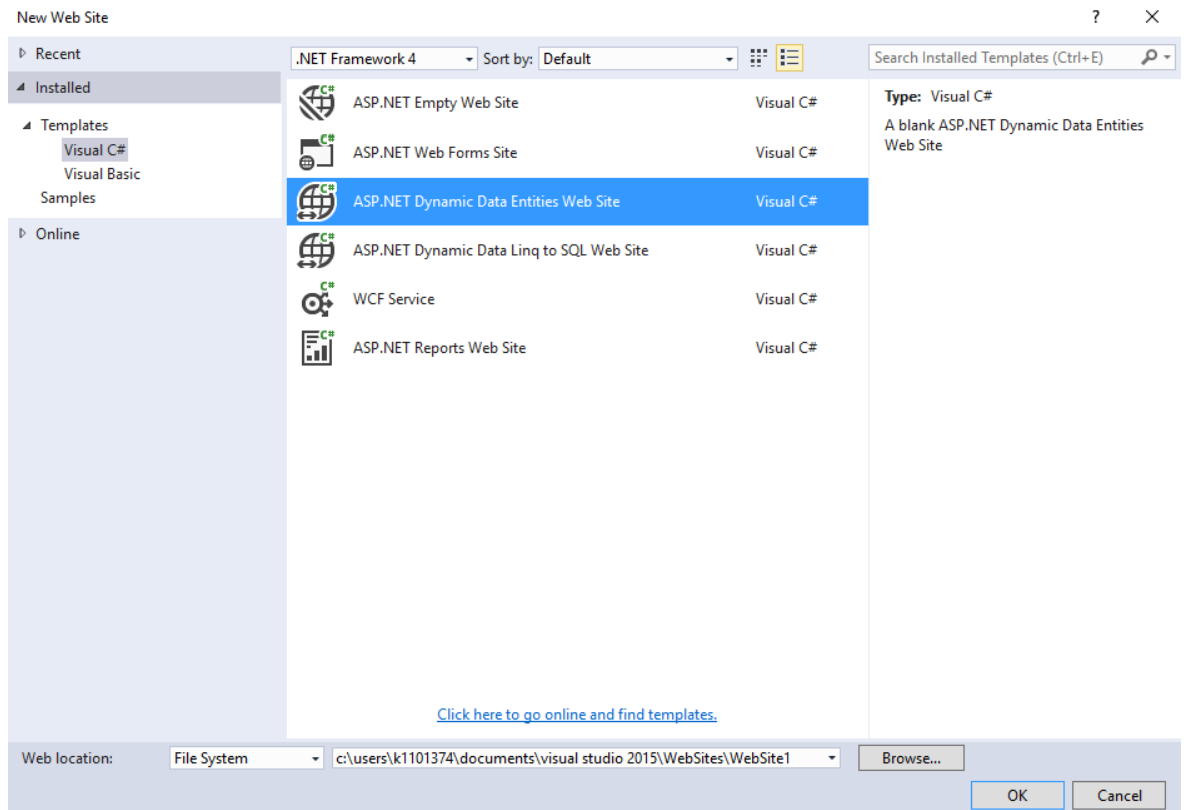 New Web Site
?
Recent
.NET Framework 4
Sort by: Default
Search Installed Templates (Ctrl+E)
Installed
Templates
Visual C#
Visual Basic
Samples
Online
C# ASP.NET Empty Web Site Visual C#
C# ASP.NET Web Forms Site Visual C#
C# ASP.NET Dynamic Data Entities Web Site Visual C#
C# ASP.NET Dynamic Data Linq to SQL Web Site Visual C#
C# WCF Service Visual C#
C# ASP.NET Reports Web Site Visual C#
Type: Visual C#
A blank ASP.NET Dynamic Data Entities
Web Site
Click here to go online and find templates.
Web location: File System c:\users\k1101374\documents\visual studio 2015\WebSites\WebSite1 Browse...
OK Cancel